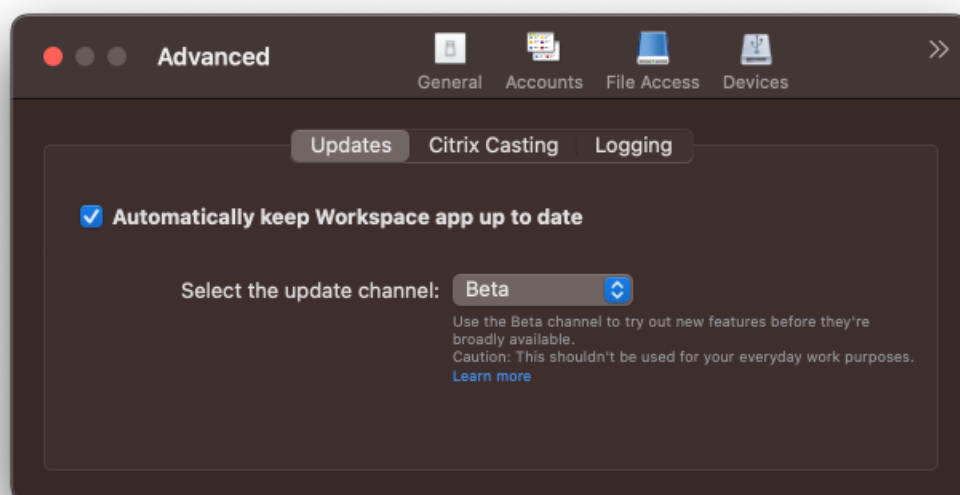 Advanced
General Accounts File Access Devices
Updates Citrix Casting Logging
Automatically keep Workspace app up to date
Select the update channel: Beta
Use the Beta channel to try out new features before they're
broadly available.
Caution: This shouldn't be used for your everyday work purposes.
Learn more